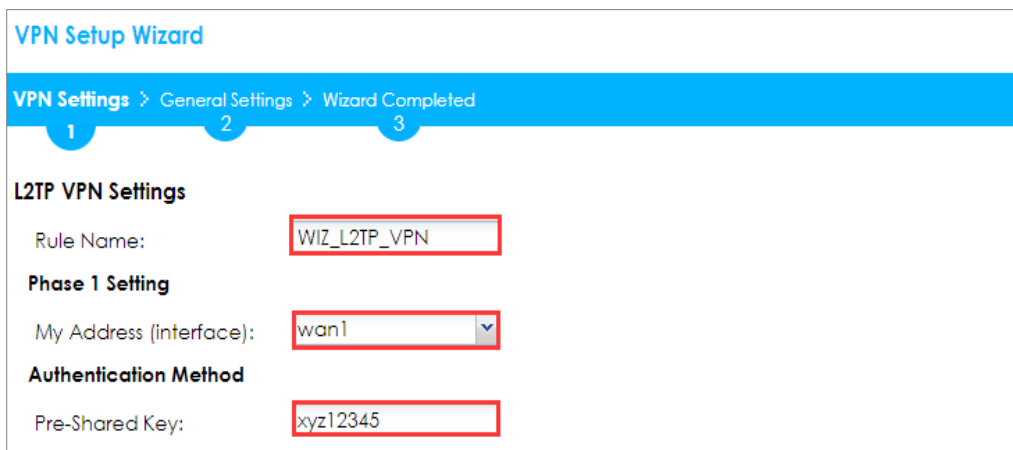 VPN Setup Wizard
VPN Settings > General Settings > Wizard Completed
1 2 3
L2TP VPN Settings
Rule Name: WIZ_L2TP_VPN
Phase 1 Setting
My Address (interface): wan1
Authentication Method
Pre-Shared Key: xyz12345